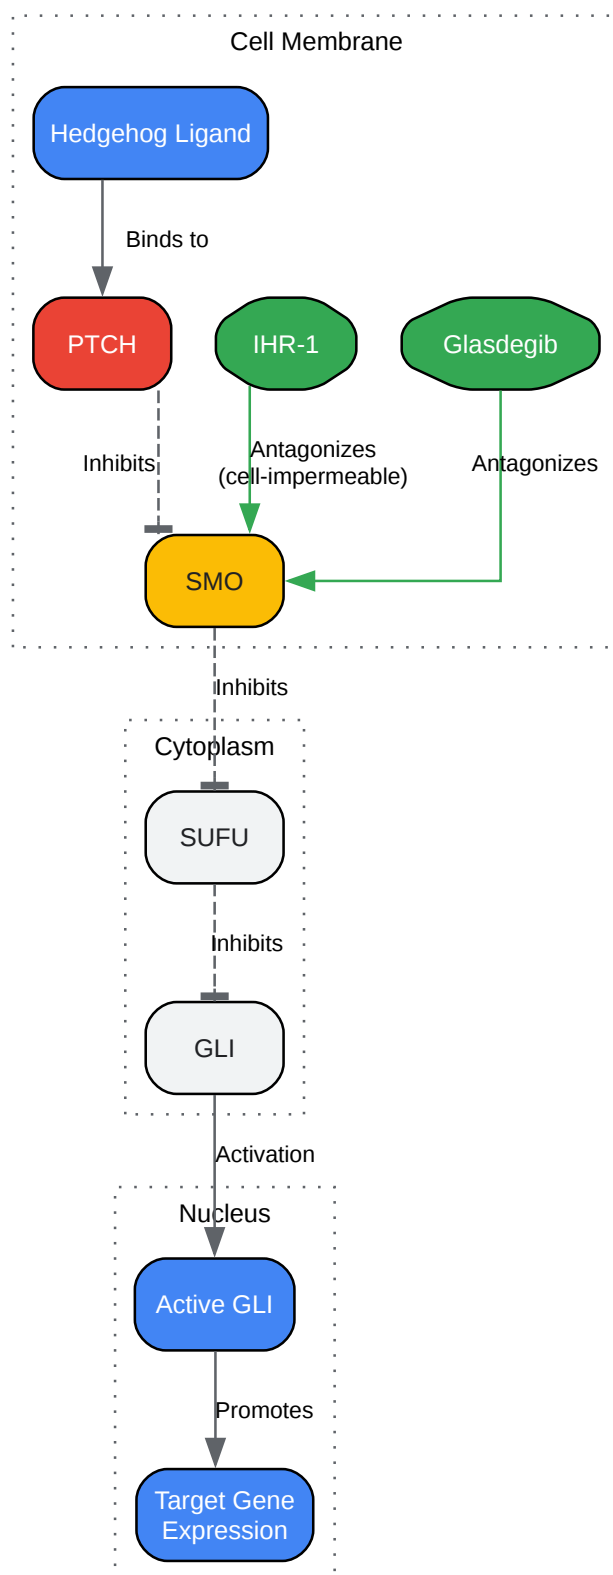 Cell Membrane
Hedgehog Ligand
Binds to
PTCH
IHR-1
Glasdegib
Inhibits
Antagonizes
(cell-impermeable)
Antagonizes
SMO
Inhibits
Cytoplasm
SUFU
Inhibits
GLI
Activation
Nucleus
Active GLI
Promotes
Target Gene
Expression